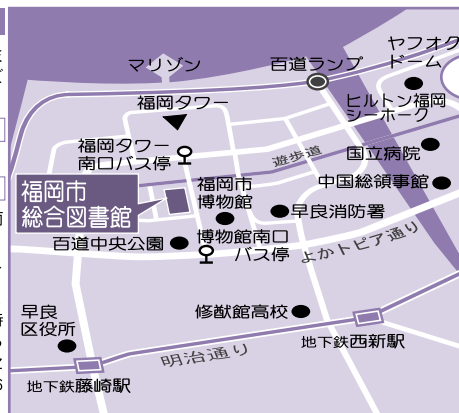 マリゾン
百道ランプ
ヤフオク
ドーム
福岡タワー
ヒルトン福岡
シーホーク
福岡タワー
南口バス停
遊歩道
国立病院
福岡市
総合図書館
福岡市
博物館
中国総領事館
早良消防署
百道中央公園
博物館南口
バス停
よかトピア通り
早良
区役所
修猷館高校
明治通り
地下鉄西新駅
地下鉄藤崎駅